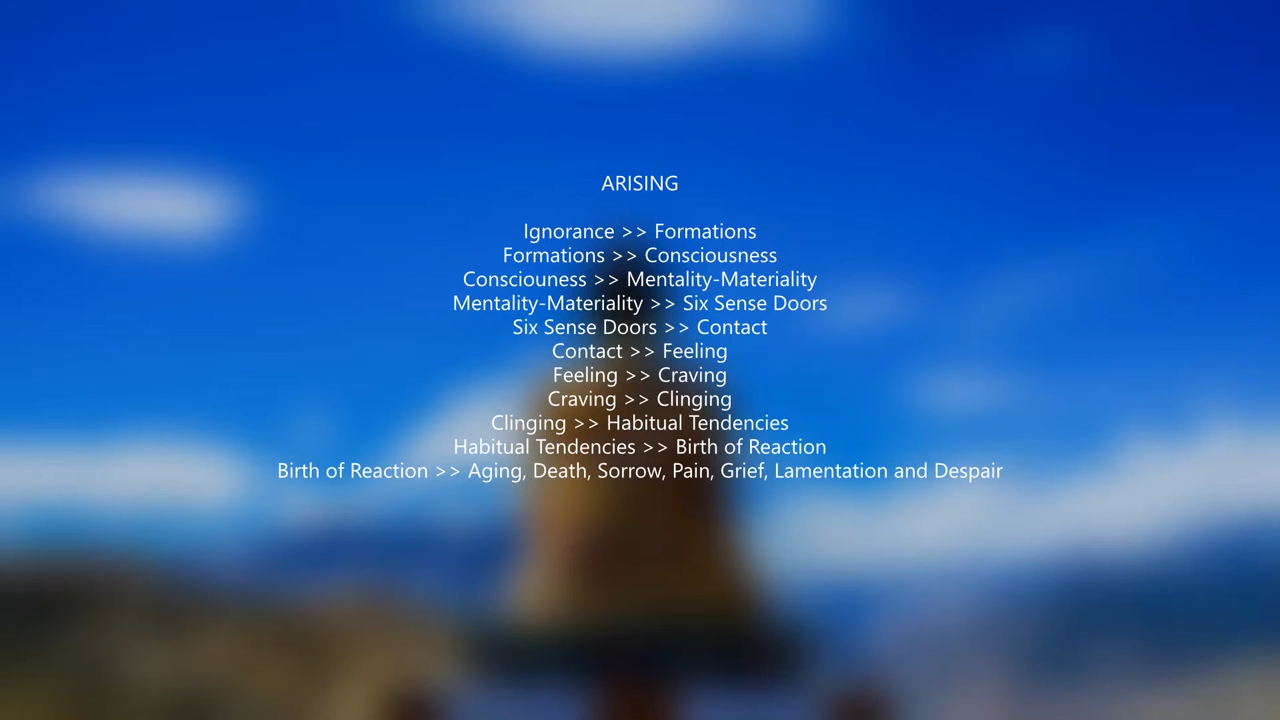 ARISING
Ignorance >> Formations
Formations >> Consciousness
Consciouness >> Mentality-Materiality
Mentality-Materiality >> Six Sense Doors
Six Sense Doors >> Contact
Contact >> Feeling
Feeling >> Craving
Craving >> Clinging
Clinging >> Habitual Tendencies
Habitual Tendencies >> Birth of Reaction
Birth of Reaction >> Aging, Death, Sorrow, Pain, Grief, Lamentation and Despair